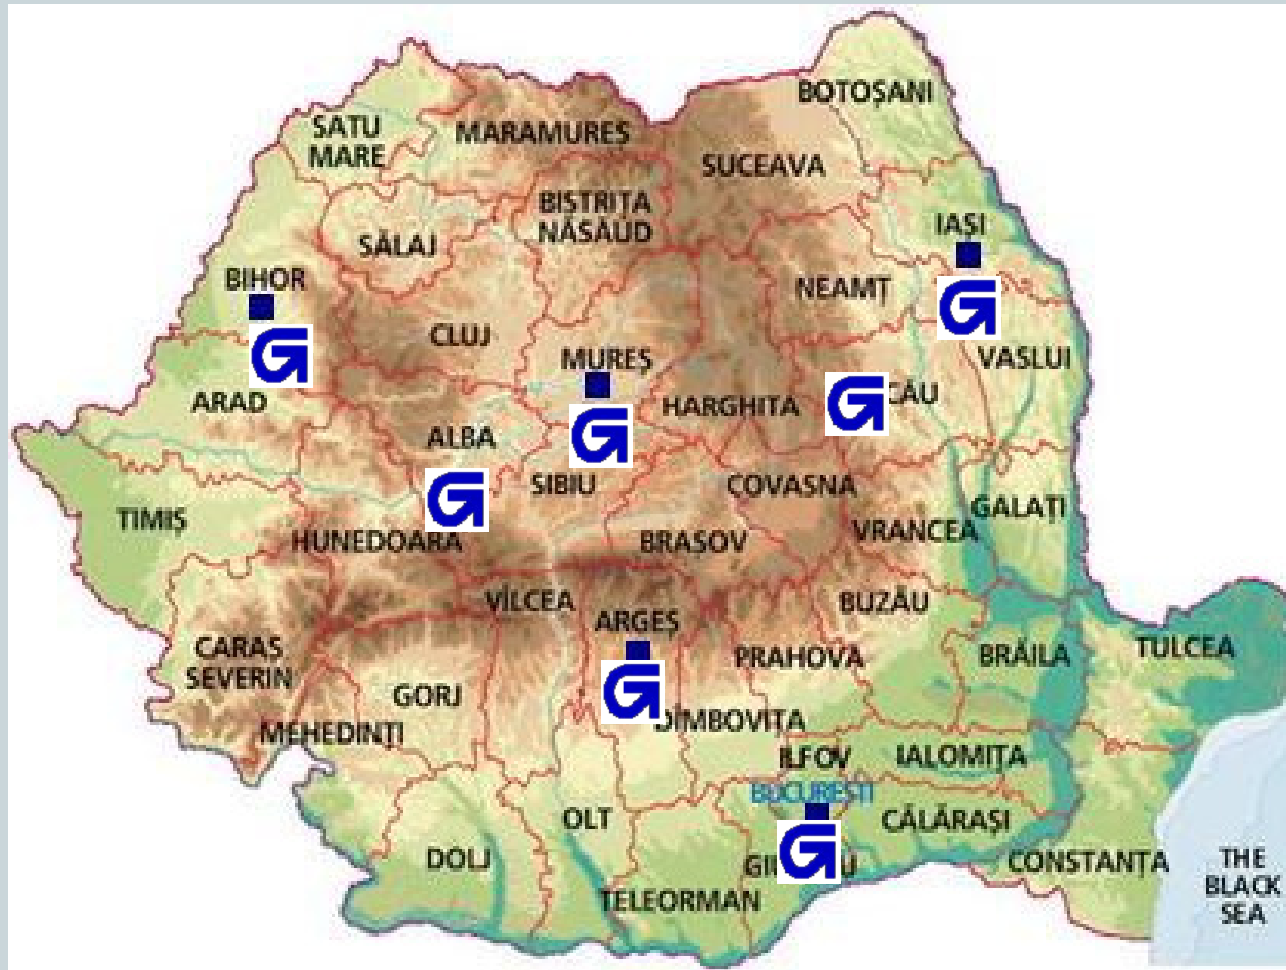 BOTOȘANI
SATU
MARE
MARAMUREȘ
SUCEAVA
BISTRIȚA
NĂSĂUD
IAȘI
SĂLAJ
BIHOR
NEAMȚ
CLUJ
MUREȘ
VASLUI
ARAD
HARGHITA
CĂU
ALBA
SIBIU
COVASNA
TIMIȘ
GALAȚI
HUNEDOARA
BRASOV
VRANCEA
VÎLCEA
ARGEȘ
BUZĂU
CARAS
SEVERIN
PRAHOVA
BRĂILA
TULCEA
GORJ
DÎMBOVIȚA
MEHEDINȚI
ILFOV
IALOMIȚA
BUCUREȘTI
OLT
CĂLĂRAȘI
DOLJ
CONSTANȚA
TELEORMAN
THE
BLACK
SEA